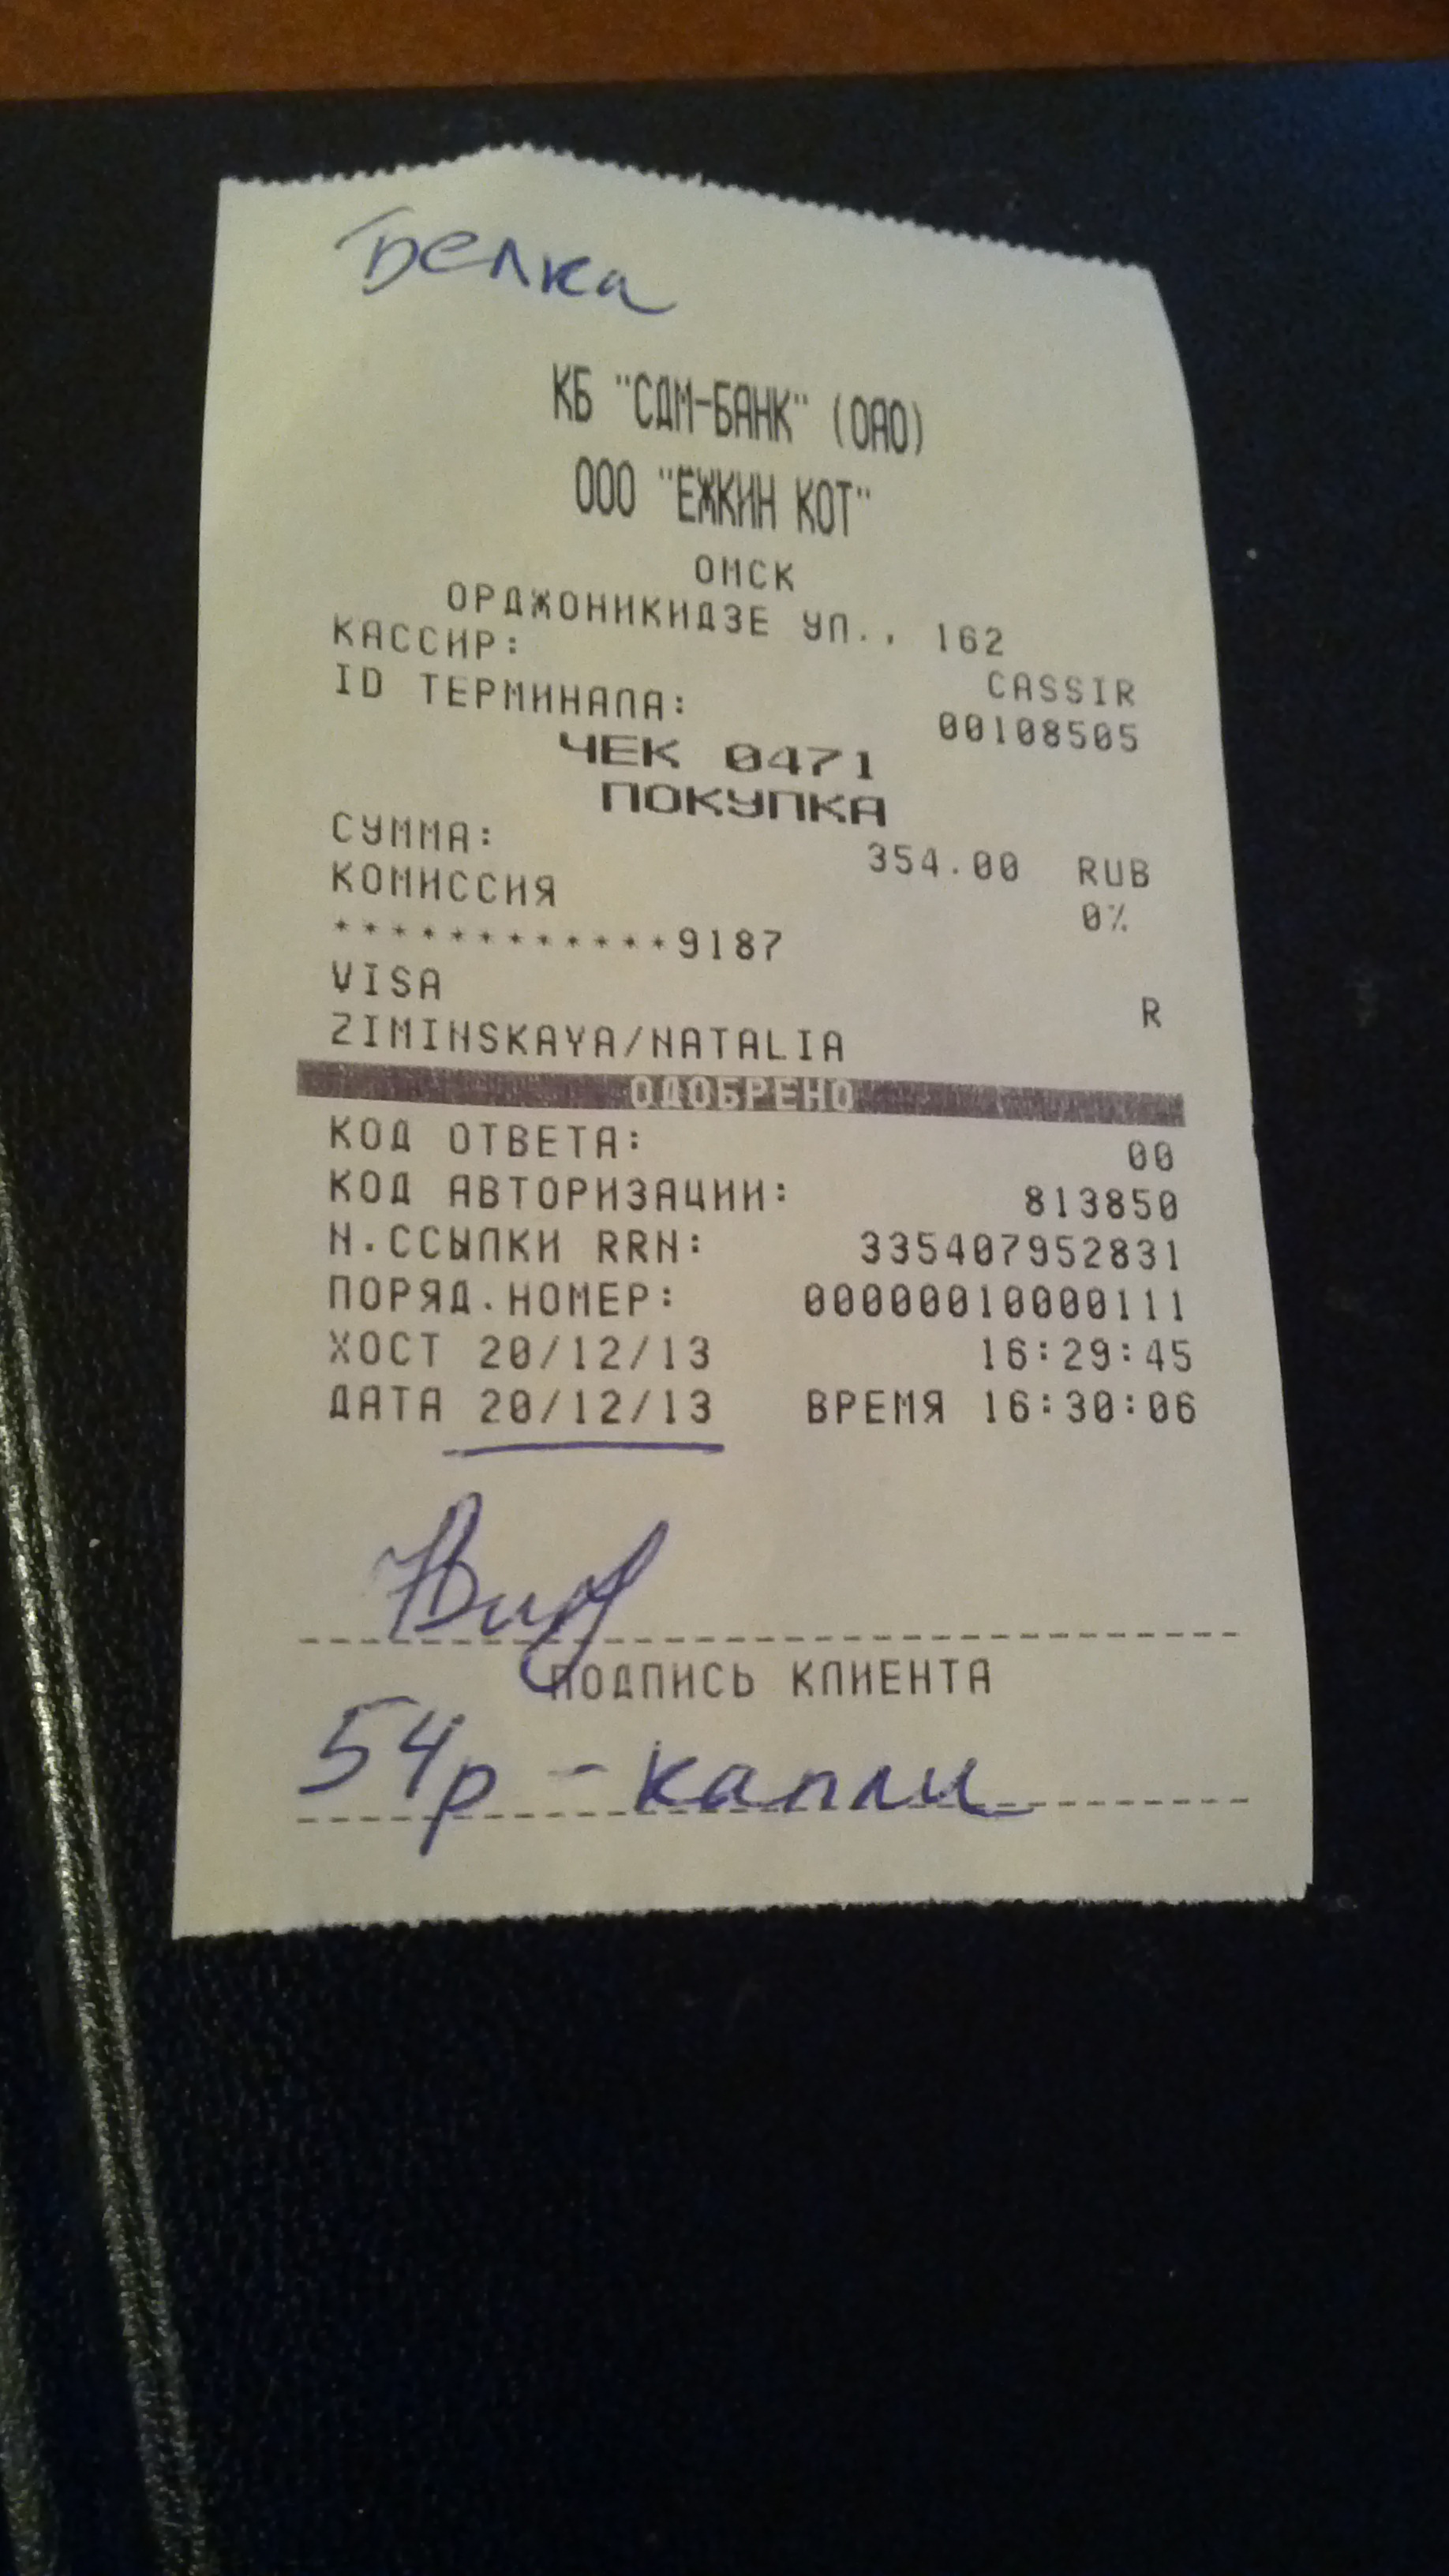 Белка
КБ "СДМ-БАНК" (ОАО)
ООО "ЁЖКИН КОТ"
ОМСК
ОРДЖОНИКИДЗЕ УЛ., 162
КАССИР: CASSIR
ID ТЕРМИНАЛА: 00108505
ЧЕК 0471
ПОКУПКА
СУММА: 354.00 RUB
КОМИССИЯ 0%
************9187
VISA R
ZIMINSKAYA/NATALIA
ОДОБРЕНО
КОД ОТВЕТА: 00
КОД АВТОРИЗАЦИИ: 813850
Н.ССЫЛКИ RRN: 335407952831
ПОРЯД.НОМЕР: 00000010000111
ХОСТ 20/12/13 16:29:45
ДАТА 20/12/13 ВРЕМЯ 16:30:06
ПОДПИСЬ КЛИЕНТА
54р - капли